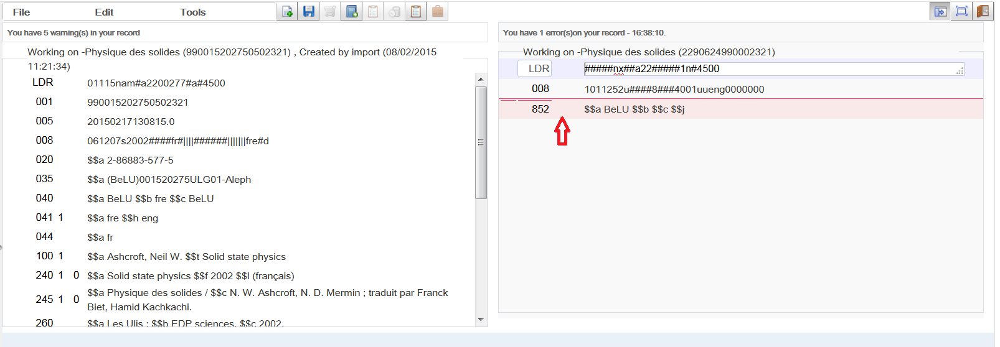 File Edit Tools
You have 5 warning(s) in your record
Working on -Physique des solides (990015202750502321) , Created by import (08/02/2015
11:21:34)
LDR 01115nam#a2200277#a#4500
001 990015202750502321
005 20150217130815.0
008 061207s2002####fr#||||######|||||||fre#d
020 $$a 2-86883-577-5
035 $$a (BeLU)001520275ULG01-Aleph
040 $$a BeLU $$b fre $$c BeLU
041 1 $$a fre $$h eng
044 $$a fr
100 1 $$a Ashcroft, Neil W. $$t Solid state physics
240 1 0 $$a Solid state physics $$f 2002 $$l (français)
245 1 0 $$a Physique des solides / $$c N. W. Ashcroft, N. D. Mermin ; traduit par Franck
Biet, Hamid Kachkachi.
260 $$a Les Ulis : $$b EDP sciences, $$c 2002.
You have 1 error(s)on your record - 16:38:10.
Working on -Physique des solides (2290624990002321)
LDR #####nx##a22#####1n#4500
008 1011252u####8###4001uueng0000000
852 $$a BeLU $$b $$c $$j